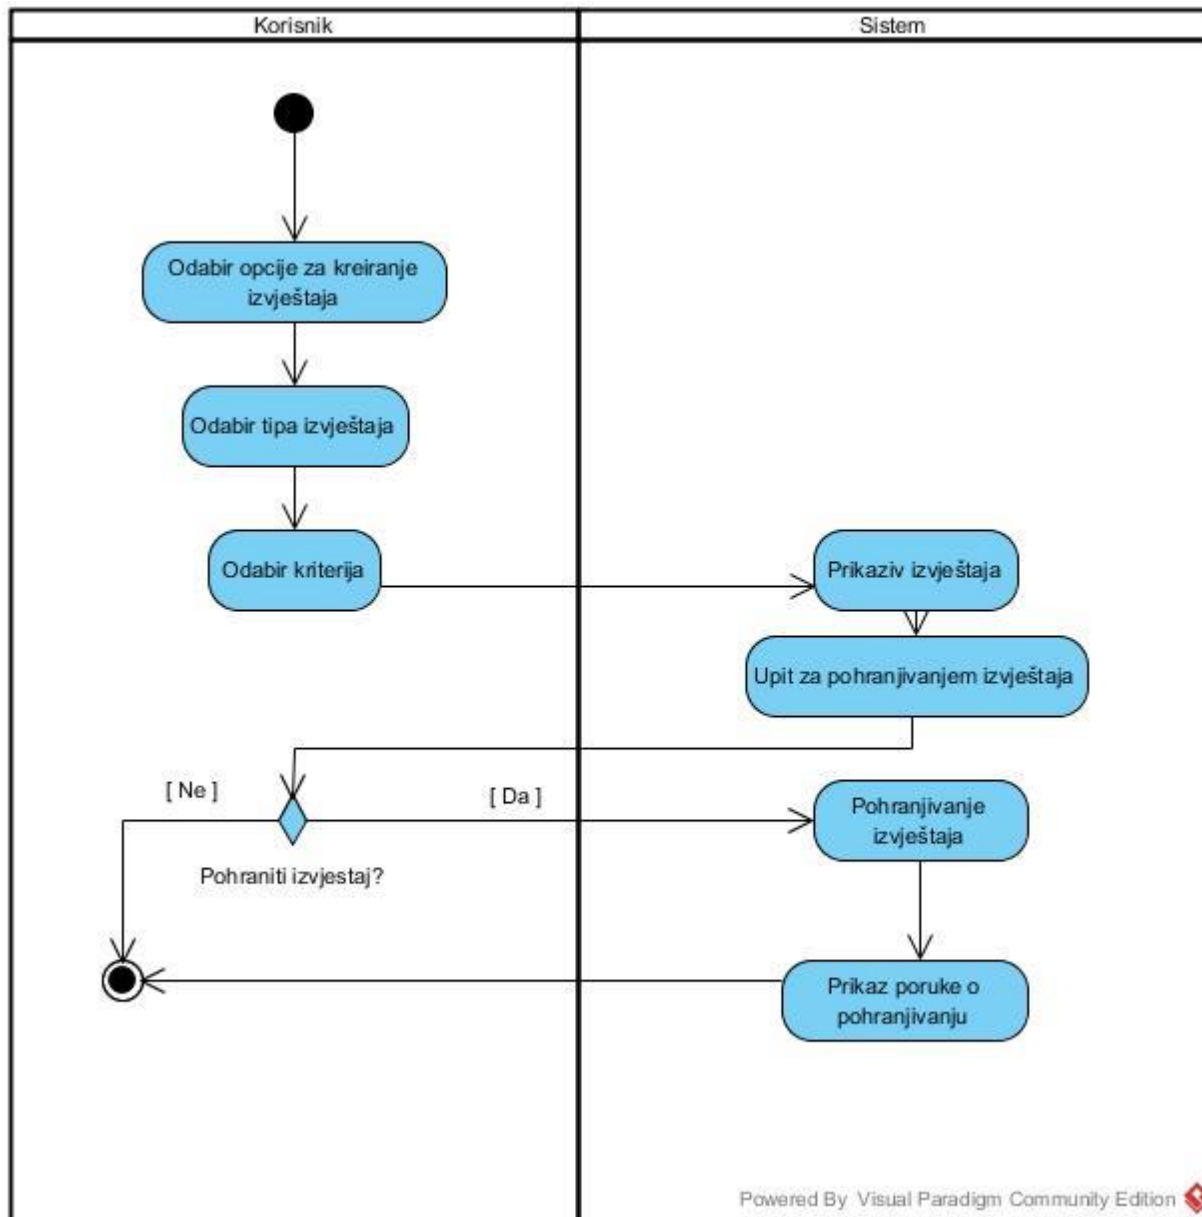 Korisnik
Sistem
Odabir opcije za kreiranje
izvještaja
Odabir tipa izvještaja
Odabir kriterija
Prikaziv izvještaja
Upit za pohranjivanjem izvještaja
[ Ne ]
[ Da ]
Pohraniti izvjestaj?
Pohranjivanje
izvještaja
Prikaz poruke o
pohranjivanju
Powered By Visual Paradigm Community Edition